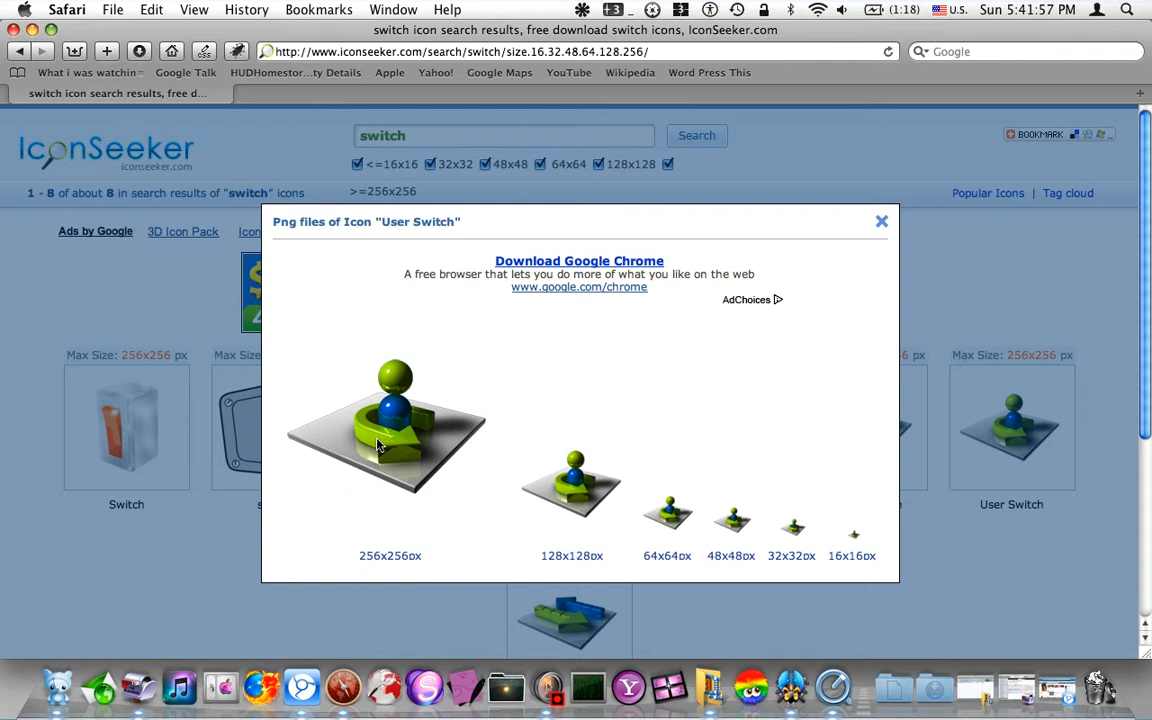 Safari File Edit View History Bookmarks Window Help (1:18) U.S. Sun 5:41:57 PM
switch icon search results, free download switch icons, IconSeeker.com
http://www.iconseeker.com/search/switch/size.16.32.48.64.128.256/ Google
What i was watchin Google Talk HUDHomestor...ty Details Apple Yahoo! Google Maps YouTube Wikipedia Word Press This
switch icon search results, free d...
IconSeeker
iconseeker.com
switch Search
BOOKMARK
<=16x16 32x32 48x48 64x64 128x128
>=256x256
1 - 8 of about 8 in search results of "switch" icons
Popular Icons | Tag cloud
Ads by Google 3D Icon Pack Icon
Png files of Icon "User Switch"
Download Google Chrome
A free browser that lets you do more of what you like on the web
www.google.com/chrome
AdChoices
Max Size: 256x256 px
Max Size: 256x256 px
Switch
User Switch
256x256px 128x128px 64x64px 48x48px 32x32px 16x16px